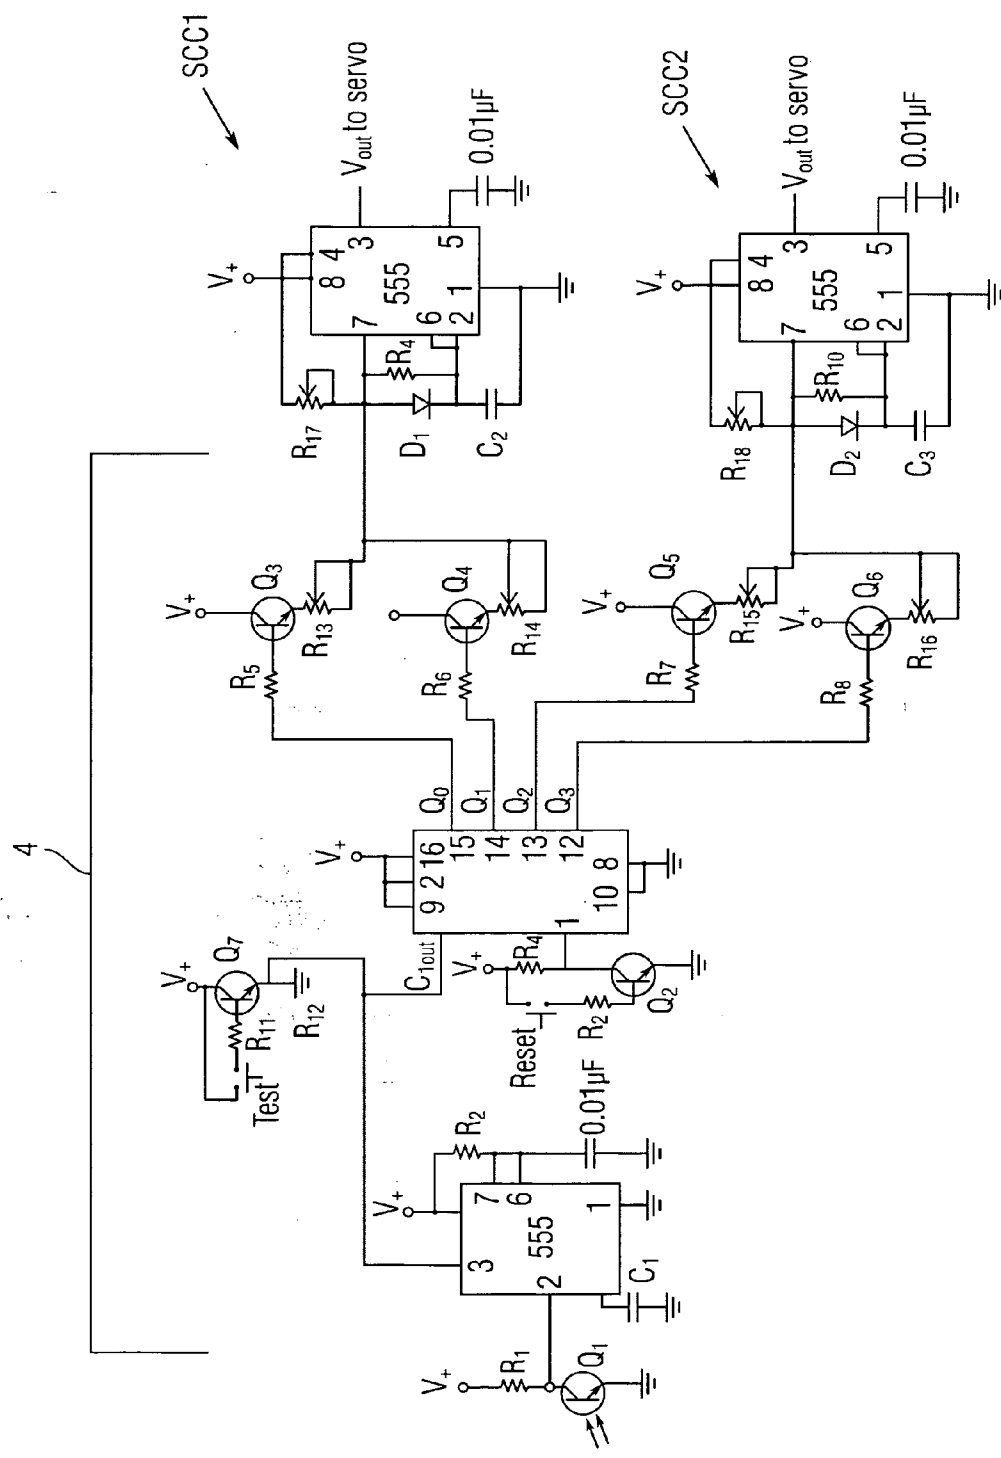 4
SCC1
SCC2
V+
R1
Q1
2
3
555
7
6
1
C1
V+
R2
0.01µF
Test
R11
V+
Q7
R12
C1out
Reset
V+
R4
R2
Q2
V+
9
2
16
1
10
8
15
14
13
12
Q0
Q1
Q2
Q3
R5
V+
Q3
R13
R6
Q4
R14
R7
V+
Q5
R15
R8
V+
Q6
R16
R17
D1
C2
R4
V+
8
4
7
555
3
6
2
1
5
Vout to servo
0.01µF
R18
D2
C3
R10
V+
8
4
7
555
3
6
2
1
5
Vout to servo
0.01µF